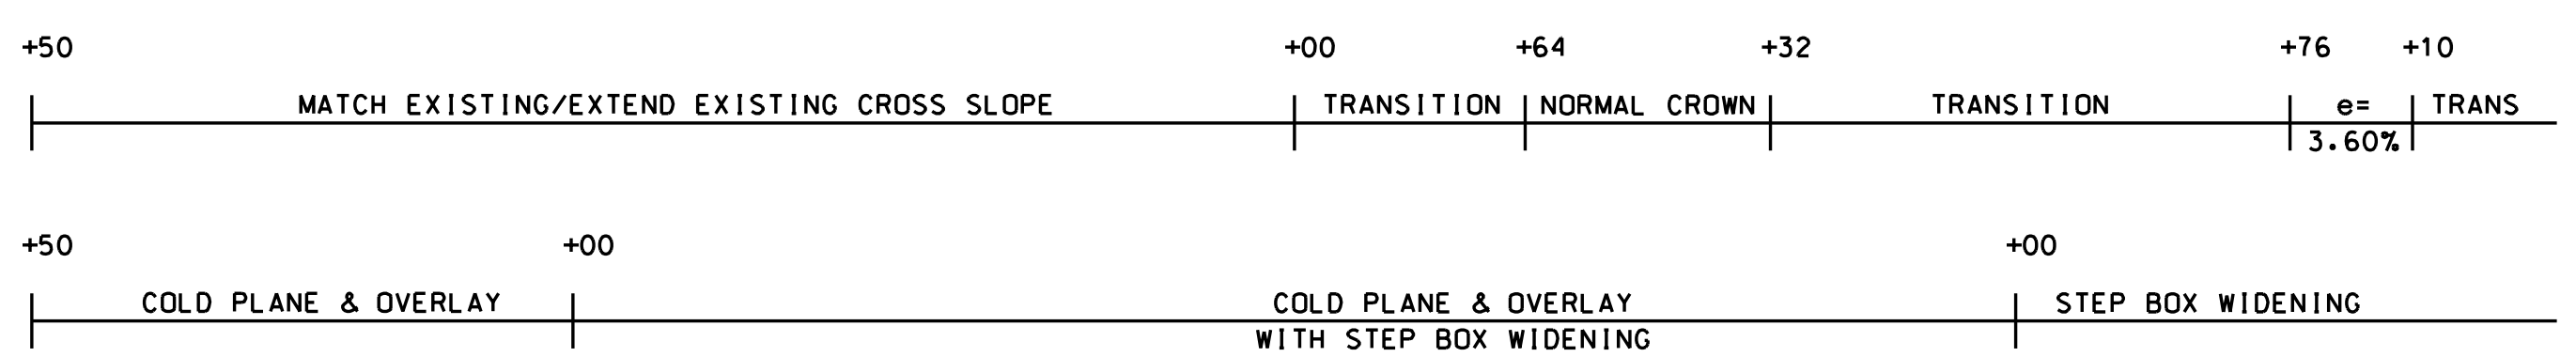 +50 +00 +64 +32 +76 +10
MATCH EXISTING/EXTEND EXISTING CROSS SLOPE TRANSITION NORMAL CROWN TRANSITION e= TRANS
3.60%
+50 +00 +00
COLD PLANE & OVERLAY COLD PLANE & OVERLAY STEP BOX WIDENING
WITH STEP BOX WIDENING